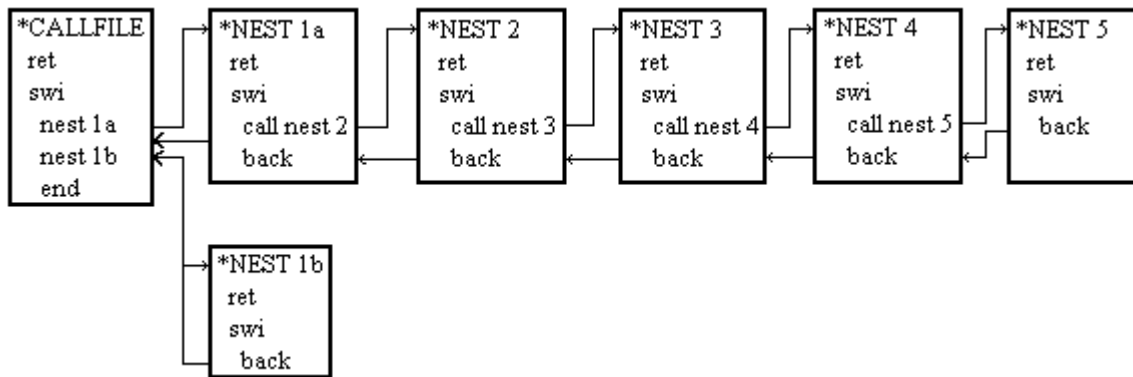 *CALLFILE
ret
swi
nest 1a
nest 1b
end
*NEST 1a
ret
swi
call nest 2
back
*NEST 2
ret
swi
call nest 3
back
*NEST 3
ret
swi
call nest 4
back
*NEST 4
ret
swi
call nest 5
back
*NEST 5
ret
swi
back
*NEST 1b
ret
swi
back